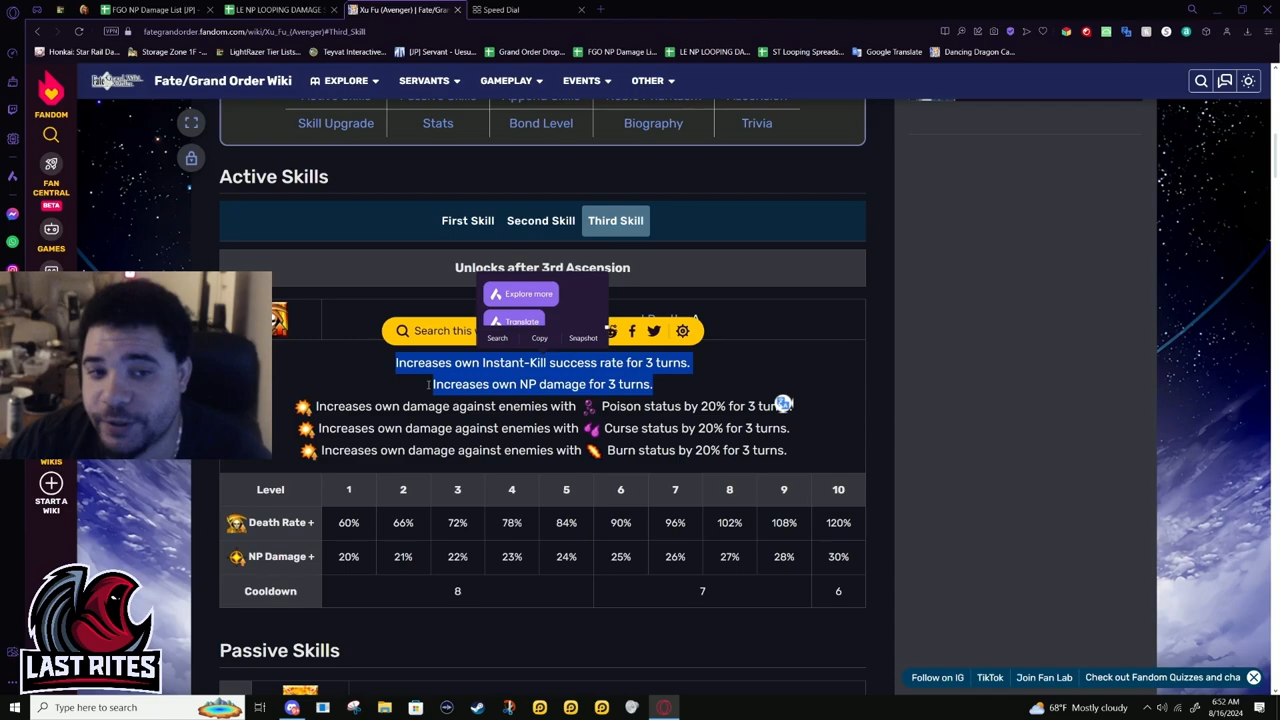 FGO NP Damage List [JP] -
LE NP LOOPING DAMAGE
Xu Fu (Avenger) | Fate/Gra
Speed Dial
VPN
fategrandorder.fandom.com/wiki/Xu_Fu_(Avenger)#Third_Skill
Honkai: Star Rail Da...
Storage Zone 1F -...
LightRazer Tier Lists...
Teyvat Interactive...
[JP] Servant - Uesu...
Grand Order Drop...
FGO NP Damage Li...
LE NP LOOPING DA...
ST Looping Spreads...
Google Translate
Dancing Dragon Ca...
Fate/Grand Order Wiki
EXPLORE
SERVANTS
GAMEPLAY
EVENTS
OTHER
FANDOM
FAN
CENTRAL
BETA
GAMES
WIKIS
START A
WIKI
Skill Upgrade
Stats
Bond Level
Biography
Trivia
Active Skills
First Skill
Second Skill
Third Skill
Unlocks after 3rd Ascension
Explore more
Translate
Search this
Search
Copy
Snapshot
Increases own Instant-Kill success rate for 3 turns.
Increases own NP damage for 3 turns.
Increases own damage against enemies with Poison status by 20% for 3 turns.
Increases own damage against enemies with Curse status by 20% for 3 turns.
Increases own damage against enemies with Burn status by 20% for 3 turns.
Level 1 2 3 4 5 6 7 8 9 10
Death Rate + 60% 66% 72% 78% 84% 90% 96% 102% 108% 120%
NP Damage + 20% 21% 22% 23% 24% 25% 26% 27% 28% 30%
Cooldown 8 7 6
Passive Skills
LAST RITES
Follow on IG
TikTok
Join Fan Lab
Check out Fandom Quizzes and cha
Type here to search
68°F Mostly cloudy
6:52 AM
8/16/2024